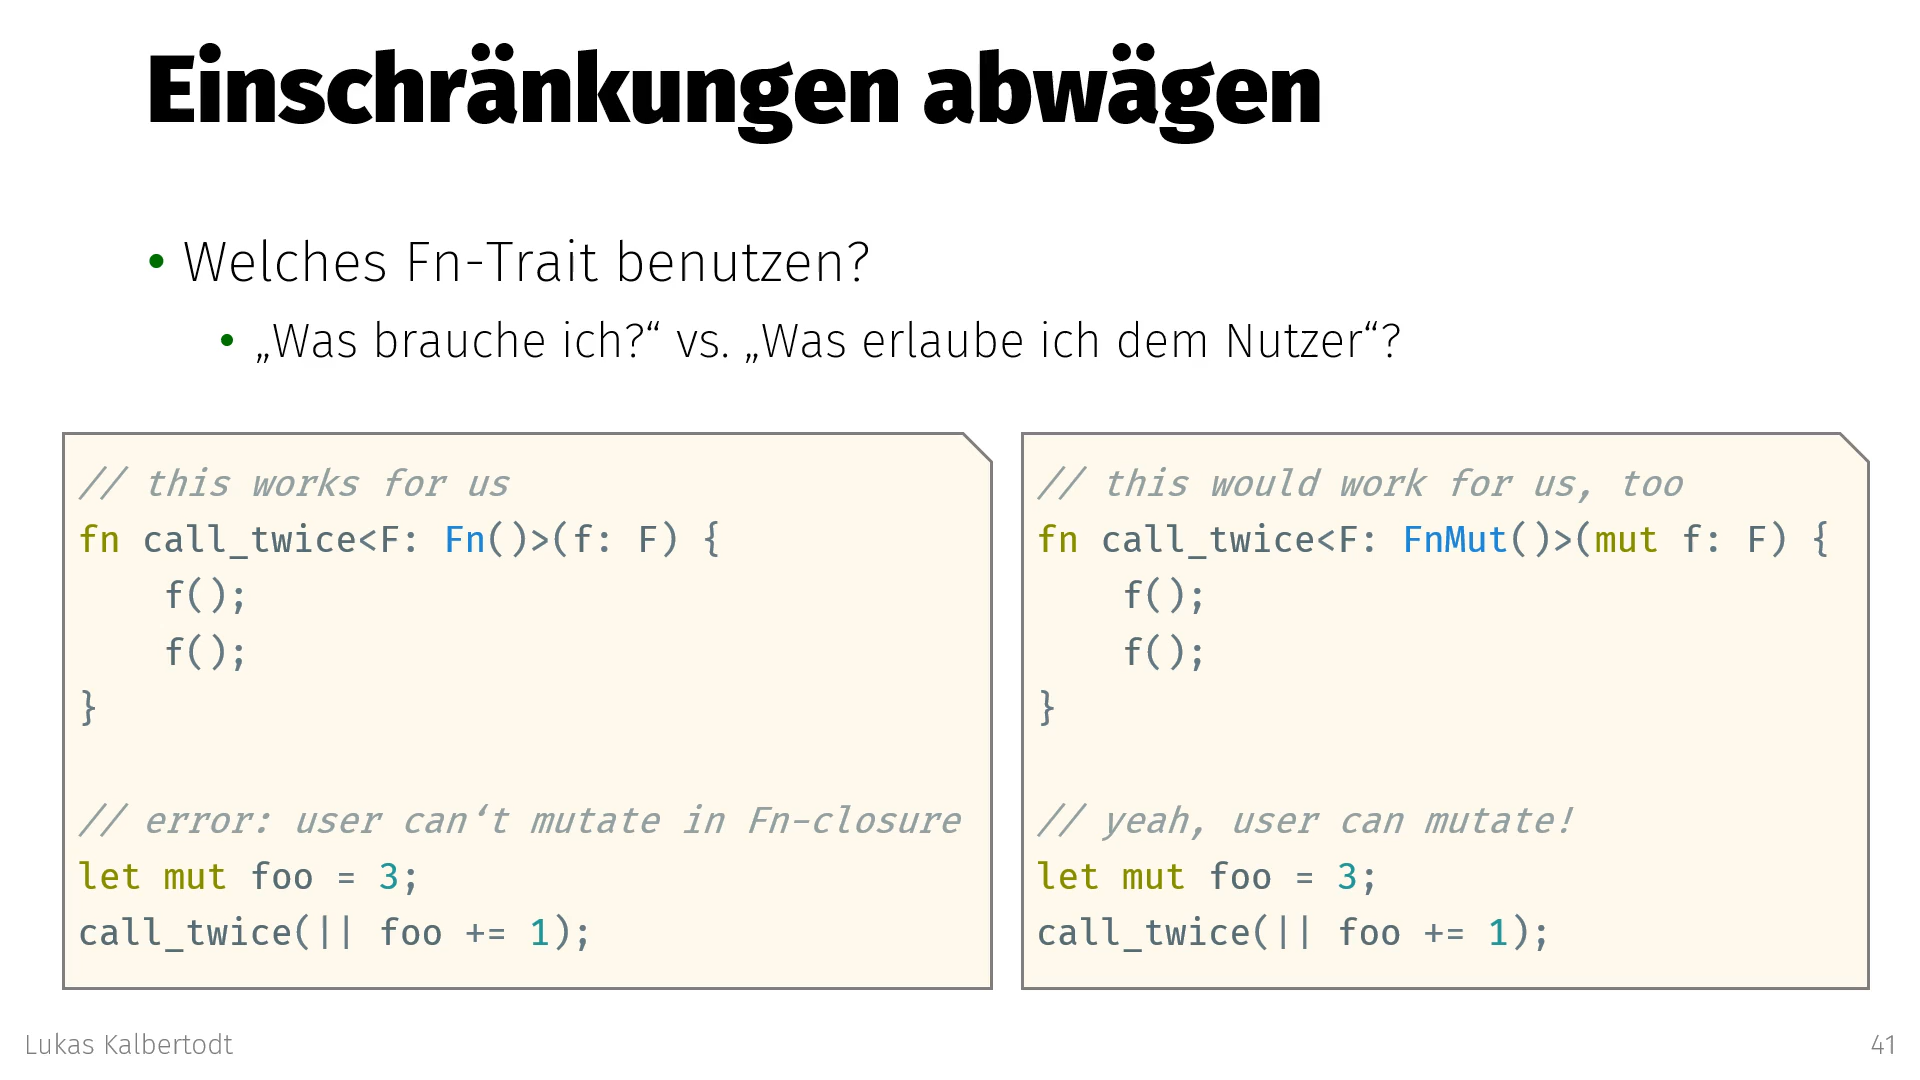 Einschränkungen abwägen
• Welches Fn-Trait benutzen?
• „Was brauche ich?“ vs. „Was erlaube ich dem Nutzer“?
// this works for us
fn call_twice<F: Fn()>(f: F) {
    f();
    f();
}
// error: user can‘t mutate in Fn-closure
let mut foo = 3;
call_twice(|| foo += 1);
// this would work for us, too
fn call_twice<F: FnMut()>(mut f: F) {
    f();
    f();
}
// yeah, user can mutate!
let mut foo = 3;
call_twice(|| foo += 1);
Lukas Kalbertodt
41